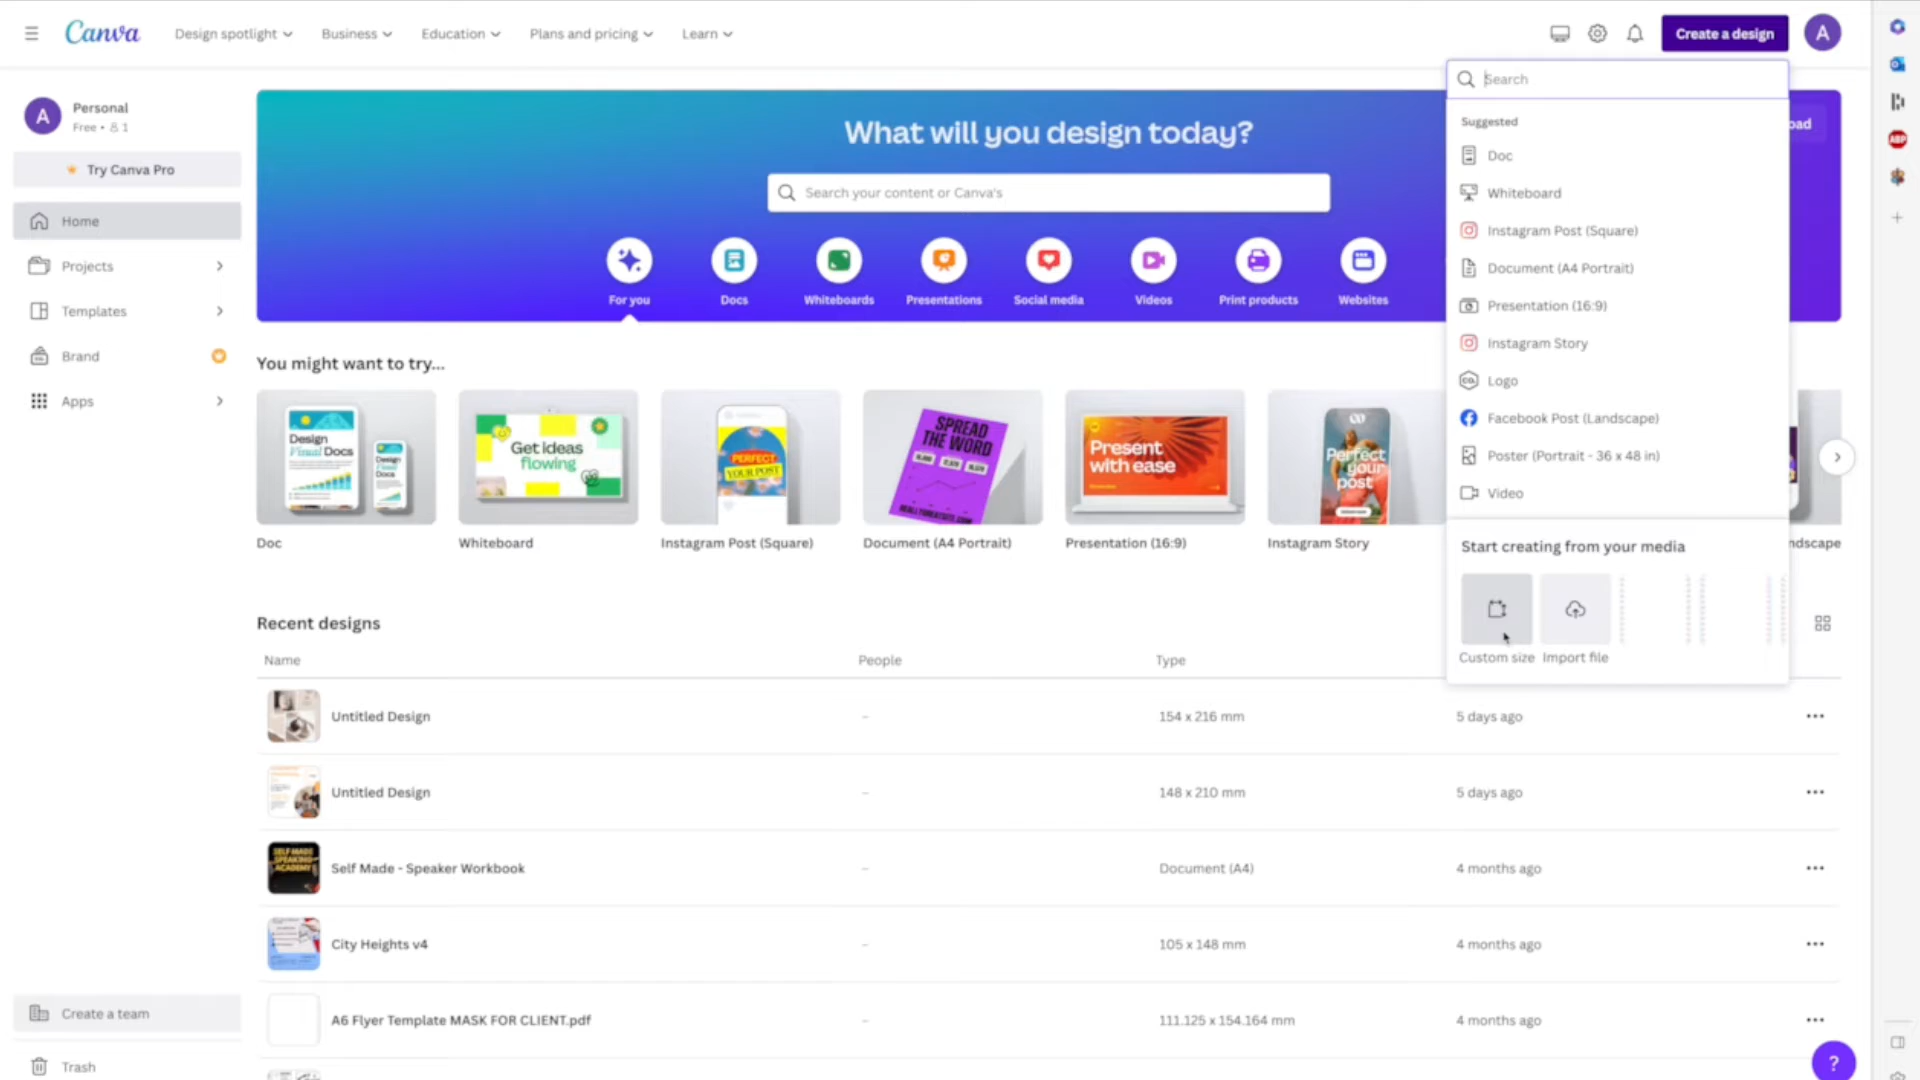 Canva
Design spotlight
Business
Education
Plans and pricing
Learn
Create a design
A
A
Personal
Free • 1
Try Canva Pro
Home
Projects
Templates
Brand
Apps
What will you design today?
Search your content or Canva's
For you
Docs
Whiteboards
Presentations
Social media
Videos
Print products
Websites
Search
Suggested
Doc
Whiteboard
Instagram Post (Square)
Document (A4 Portrait)
Presentation (16:9)
Instagram Story
Logo
Facebook Post (Landscape)
Poster (Portrait - 36 x 48 in)
Video
Start creating from your media
Custom size
Import file
oad
ABP
You might want to try...
Design
Visual Docs
Get ideas
flowing
PERFECT
YOUR POST
SPREAD
THE WORD
Present
with ease
Perfect
your
post
Doc
Whiteboard
Instagram Post (Square)
Document (A4 Portrait)
Presentation (16:9)
Instagram Story
ndscape
Recent designs
Name
People
Type
Untitled Design
–
154 x 216 mm
5 days ago
Untitled Design
–
148 x 210 mm
5 days ago
SELF MADE
SPEAKING
ACADEMY
Self Made - Speaker Workbook
–
Document (A4)
4 months ago
City Heights v4
–
105 x 148 mm
4 months ago
A6 Flyer Template MASK FOR CLIENT.pdf
–
111.125 x 154.164 mm
4 months ago
Create a team
Trash
?